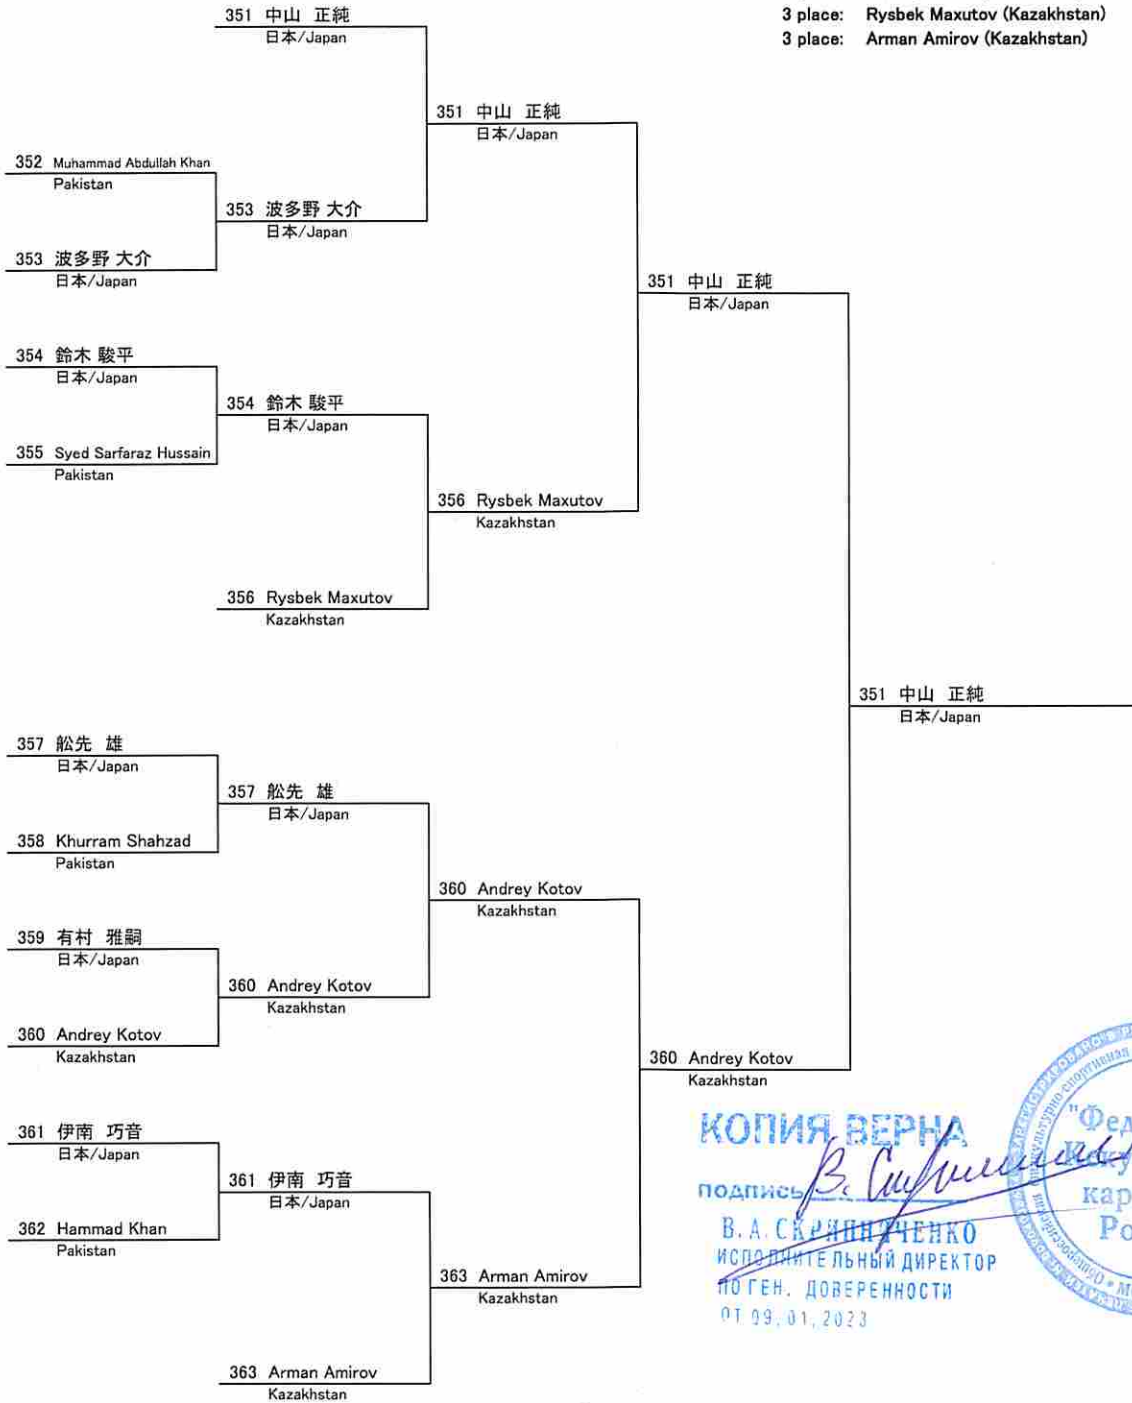 351 中山 正純
日本/Japan
3 place: Rysbek Maxutov (Kazakhstan)
3 place: Arman Amirov (Kazakhstan)
351 中山 正純
日本/Japan
352 Muhammad Abdullah Khan
Pakistan
353 波多野 大介
日本/Japan
353 波多野 大介
日本/Japan
351 中山 正純
日本/Japan
354 鈴木 駿平
日本/Japan
354 鈴木 駿平
日本/Japan
355 Syed Sarfaraz Hussain
Pakistan
356 Rysbek Maxutov
Kazakhstan
356 Rysbek Maxutov
Kazakhstan
351 中山 正純
日本/Japan
357 舩先 雄
日本/Japan
357 舩先 雄
日本/Japan
358 Khurram Shahzad
Pakistan
360 Andrey Kotov
Kazakhstan
359 有村 雅嗣
日本/Japan
360 Andrey Kotov
Kazakhstan
360 Andrey Kotov
Kazakhstan
360 Andrey Kotov
Kazakhstan
361 伊南 巧音
日本/Japan
361 伊南 巧音
日本/Japan
362 Hammad Khan
Pakistan
363 Arman Amirov
Kazakhstan
363 Arman Amirov
Kazakhstan
КОПИЯ ВЕРНА
подпись
В.А. СКРИПНИЧЕНКО
ИСПОЛНИТЕЛЬНЫЙ ДИРЕКТОР
ПО ГЕН. ДОВЕРЕННОСТИ
ОТ 09.01.2023